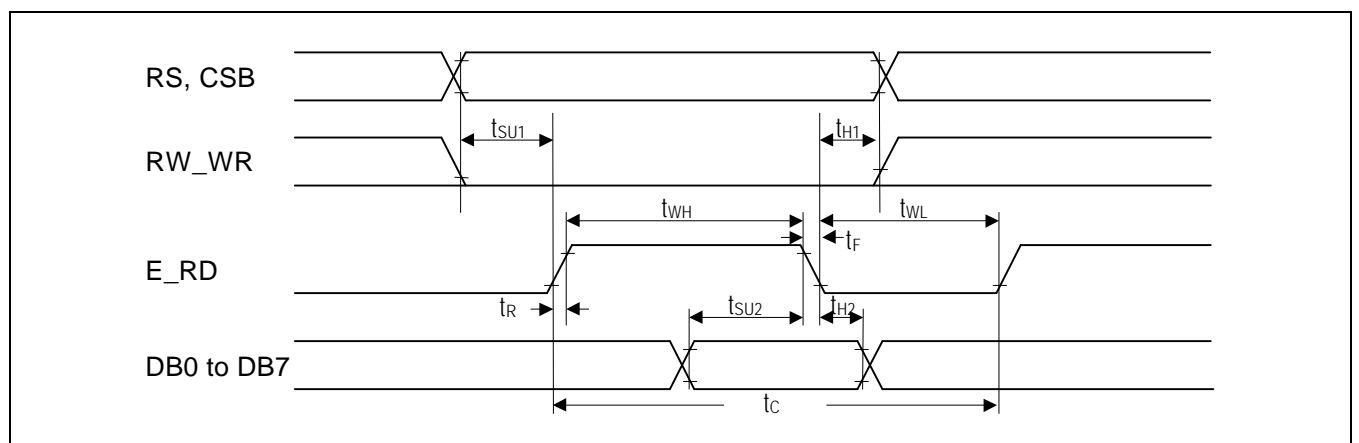 RS, CSB
tSU1
tH1
RW_WR
tWH
tWL
tF
E_RD
tR
tSU2
tH2
DB0 to DB7
tC